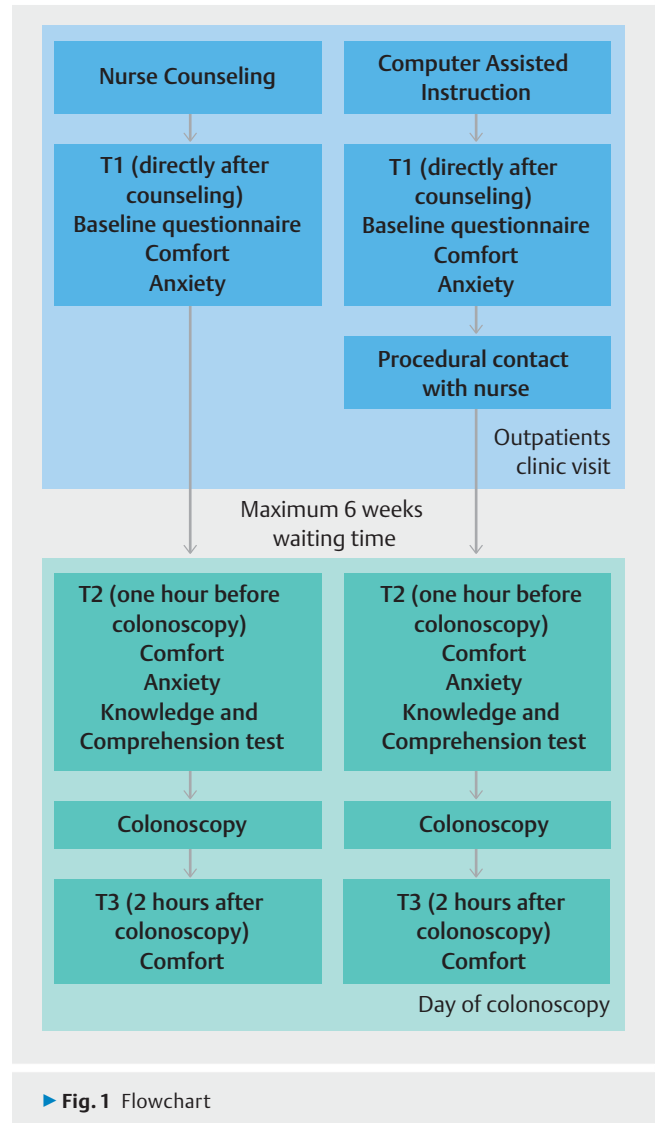 Nurse Counseling
Computer Assisted
Instruction
T1 (directly after
counseling)
Baseline questionnaire
Comfort
Anxiety
T1 (directly after
counseling)
Baseline questionnaire
Comfort
Anxiety
Procedural contact
with nurse
Outpatients
clinic visit
Maximum 6 weeks
waiting time
T2 (one hour before
colonoscopy)
Comfort
Anxiety
Knowledge and
Comprehension test
T2 (one hour before
colonoscopy)
Comfort
Anxiety
Knowledge and
Comprehension test
Colonoscopy
Colonoscopy
T3 (2 hours after
colonoscopy)
Comfort
T3 (2 hours after
colonoscopy)
Comfort
Day of colonoscopy
▶ Fig. 1 Flowchart